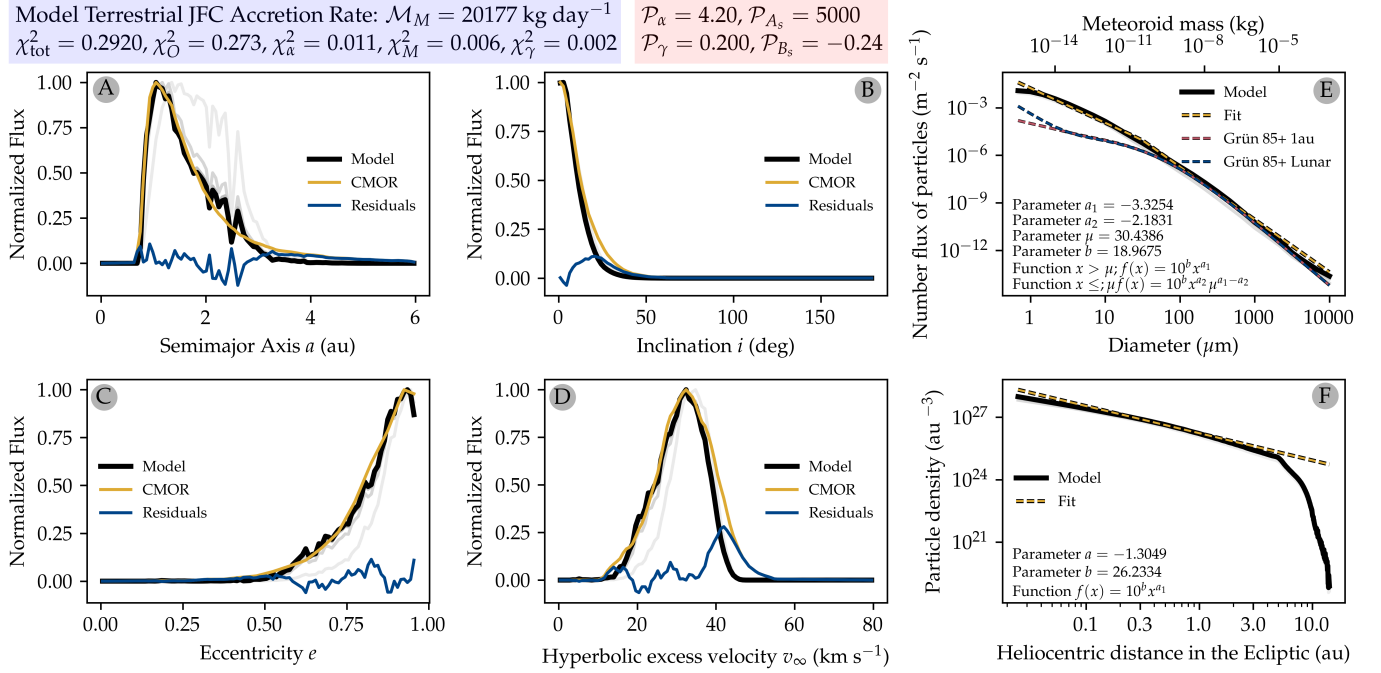 Model Terrestrial JFC Accretion Rate: ℳ_M = 20177 kg day⁻¹
χ²_tot = 0.2920, χ²_O = 0.273, χ²_α = 0.011, χ²_M = 0.006, χ²_γ = 0.002
𝒫_α = 4.20, 𝒫_{A_s} = 5000
𝒫_γ = 0.200, 𝒫_{B_s} = −0.24
A
Normalized Flux
1.00
0.75
0.50
0.25
0.00
Model
CMOR
Residuals
0 2 4 6
Semimajor Axis a (au)
B
Normalized Flux
1.00
0.75
0.50
0.25
0.00
Model
CMOR
Residuals
0 50 100 150
Inclination i (deg)
Meteoroid mass (kg)
10⁻¹⁴ 10⁻¹¹ 10⁻⁸ 10⁻⁵
E
Number flux of particles (m⁻² s⁻¹)
10⁻³
10⁻⁶
10⁻⁹
10⁻¹²
Model
Fit
Grün 85+ 1au
Grün 85+ Lunar
Parameter a₁ = −3.3254
Parameter a₂ = −2.1831
Parameter μ = 30.4386
Parameter b = 18.9675
Function x > μ; f(x) = 10ᵇx^{a₁}
Function x ≤; μf(x) = 10ᵇx^{a₂}μ^{a₁−a₂}
1 10 100 1000 10000
Diameter (μm)
C
Normalized Flux
1.00
0.75
0.50
0.25
0.00
Model
CMOR
Residuals
0.00 0.25 0.50 0.75 1.00
Eccentricity e
D
Normalized Flux
1.00
0.75
0.50
0.25
0.00
Model
CMOR
Residuals
0 20 40 60 80
Hyperbolic excess velocity v_∞ (km s⁻¹)
F
Particle density (au ⁻³)
10²⁷
10²⁴
10²¹
Model
Fit
Parameter a = −1.3049
Parameter b = 26.2334
Function f(x) = 10ᵇx^{a₁}
0.1 0.3 1.0 3.0 10.0
Heliocentric distance in the Ecliptic (au)